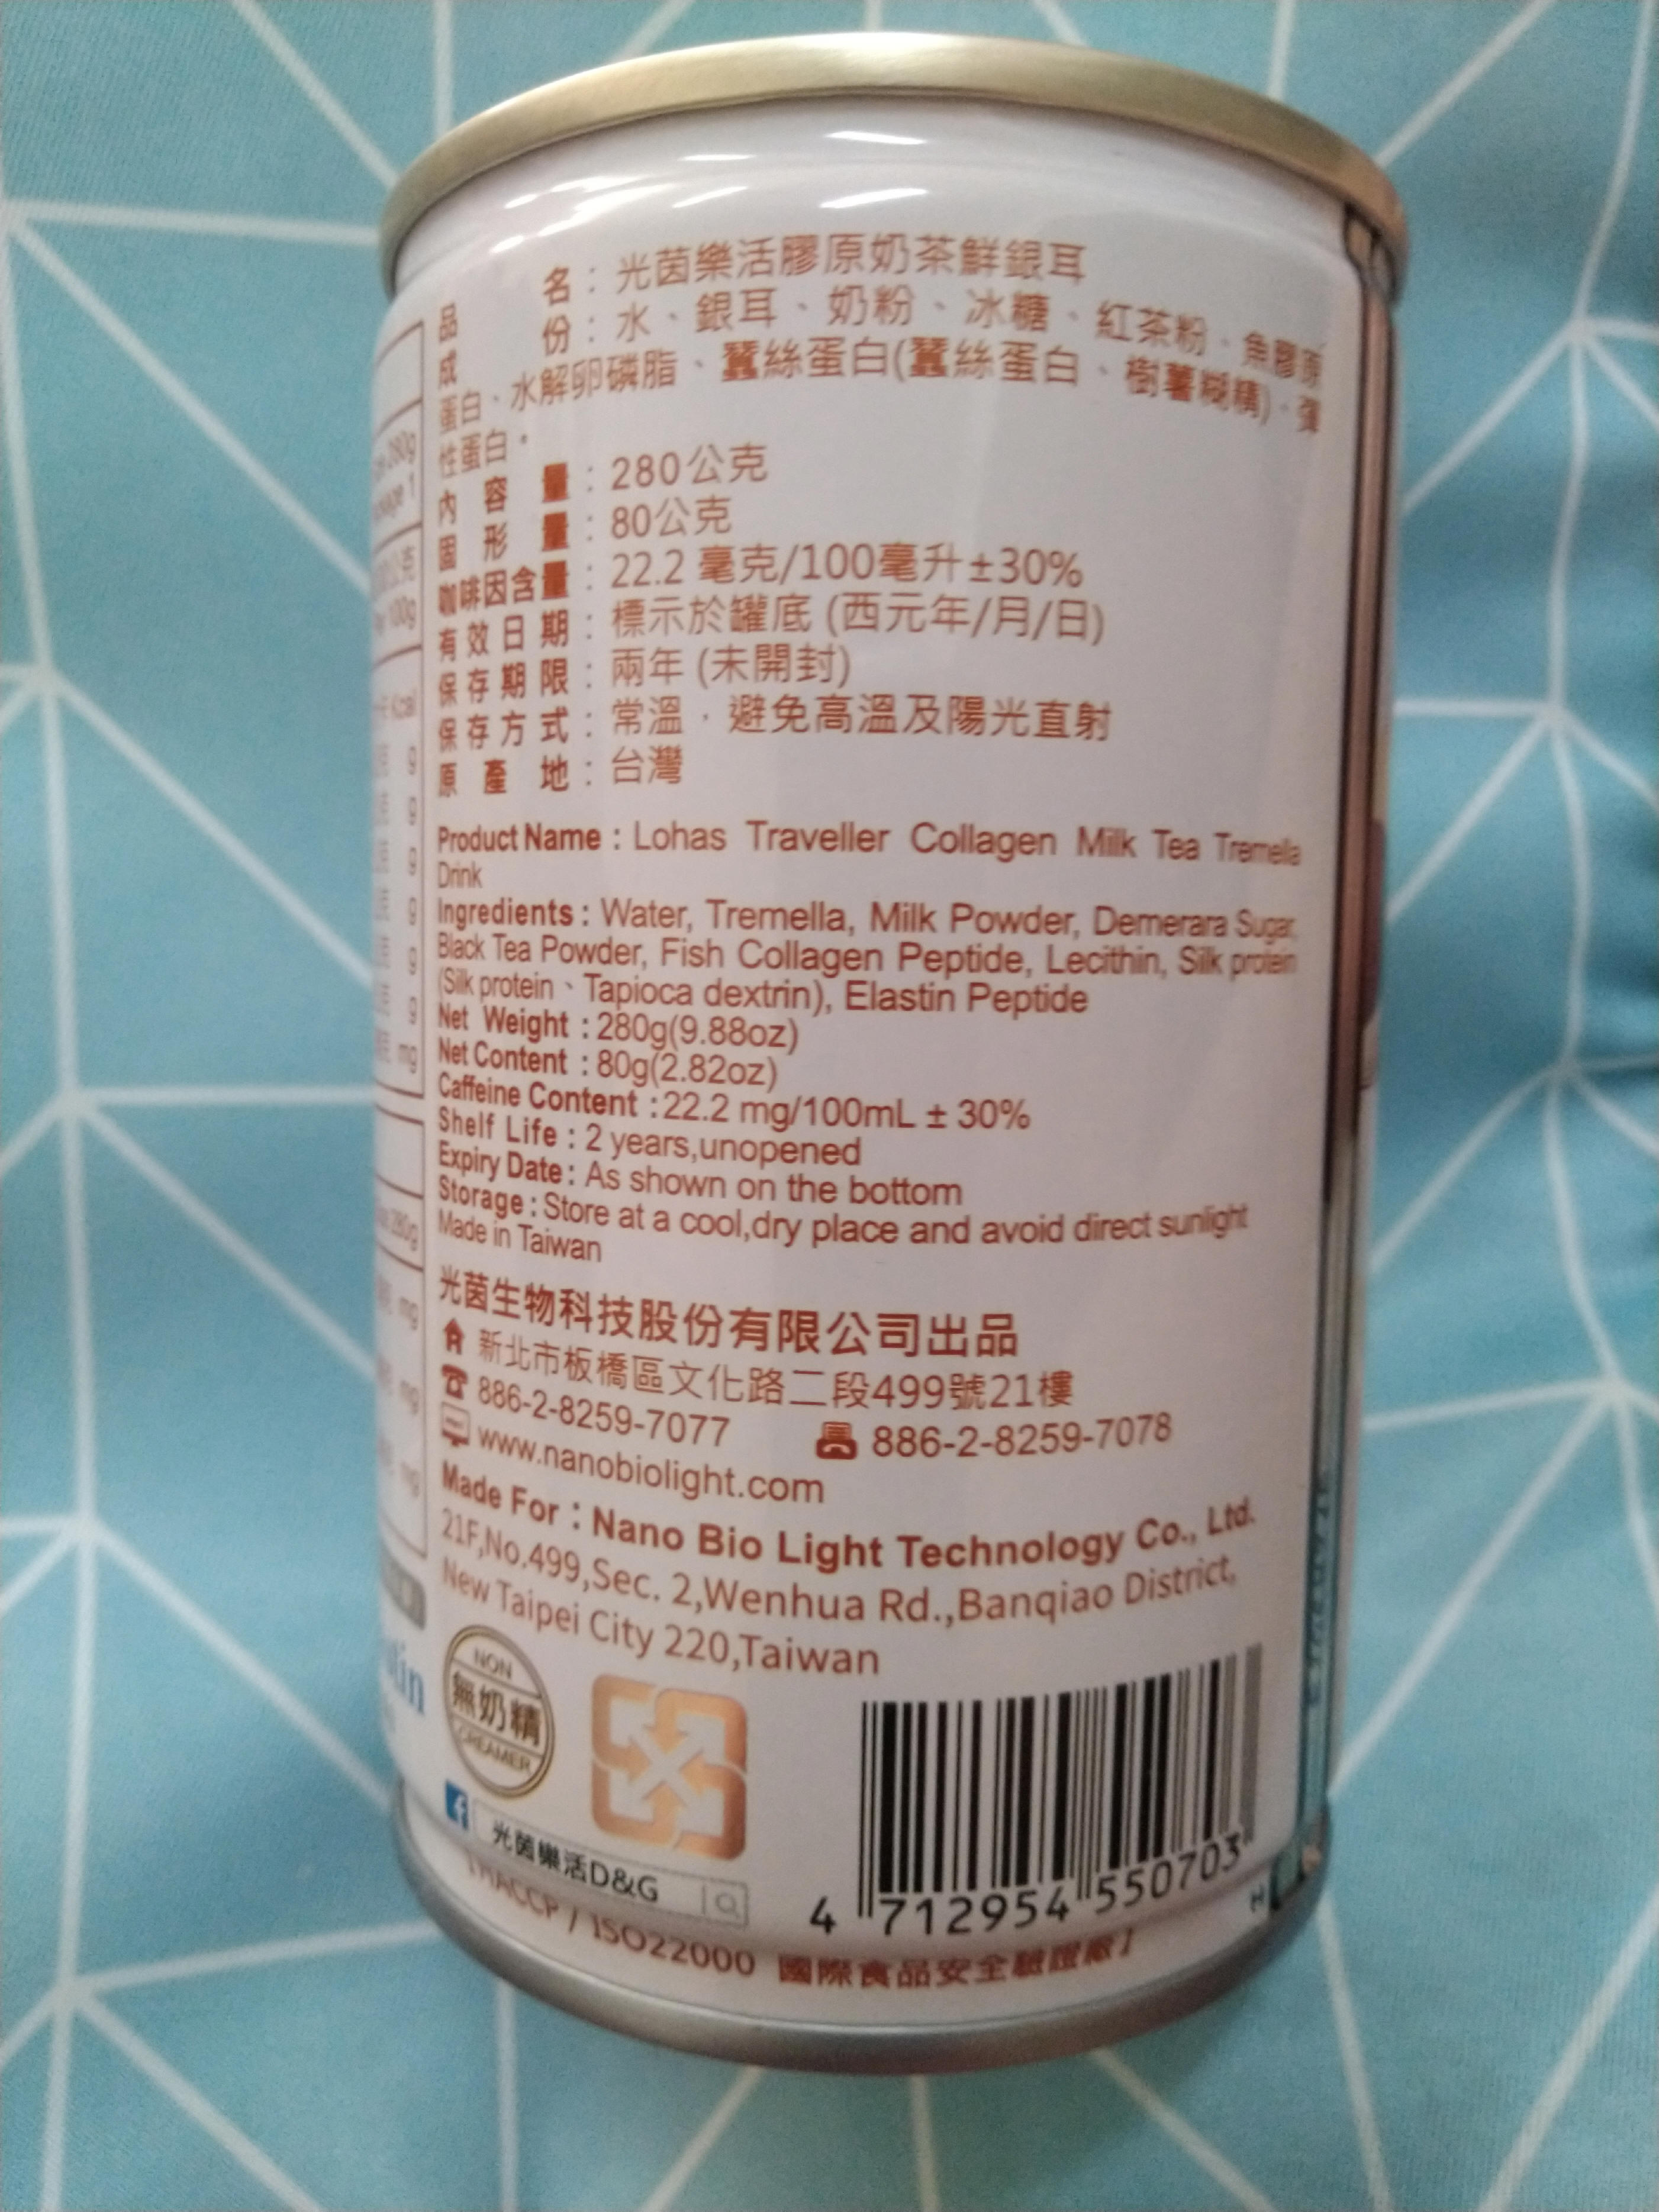 品名：光茵樂活膠原奶茶鮮銀耳
成份：水、銀耳、奶粉、冰糖、紅茶粉、魚膠原
蛋白、水解卵磷脂、蠶絲蛋白(蠶絲蛋白、樹薯糊精)、彈
性蛋白。
內容量：280公克
固形量：80公克
咖啡因含量：22.2 毫克/100毫升±30%
有效日期：標示於罐底 (西元年/月/日)
保存期限：兩年 (未開封)
保存方式：常溫，避免高溫及陽光直射
原產地：台灣
Product Name：Lohas Traveller Collagen Milk Tea Tremella
Drink
Ingredients：Water, Tremella, Milk Powder, Demerara Sugar,
Black Tea Powder, Fish Collagen Peptide, Lecithin, Silk protein
(Silk protein、Tapioca dextrin), Elastin Peptide
Net Weight：280g(9.88oz)
Net Content：80g(2.82oz)
Caffeine Content：22.2 mg/100mL ± 30%
Shelf Life：2 years,unopened
Expiry Date：As shown on the bottom
Storage：Store at a cool,dry place and avoid direct sunlight
Made in Taiwan
光茵生物科技股份有限公司出品
新北市板橋區文化路二段499號21樓
886-2-8259-7077 886-2-8259-7078
www.nanobiolight.com
Made For：Nano Bio Light Technology Co., Ltd.
21F,No.499,Sec. 2,Wenhua Rd.,Banqiao District,
New Taipei City 220,Taiwan
NON
無奶精
CREAMER
f 光茵樂活D&G
4 712954 550703
HACCP / ISO22000 國際食品安全驗證廠
280g
1
公克
100g
Kcal
g
g
g
g
g
g
mg
280g
mg
mg
mg